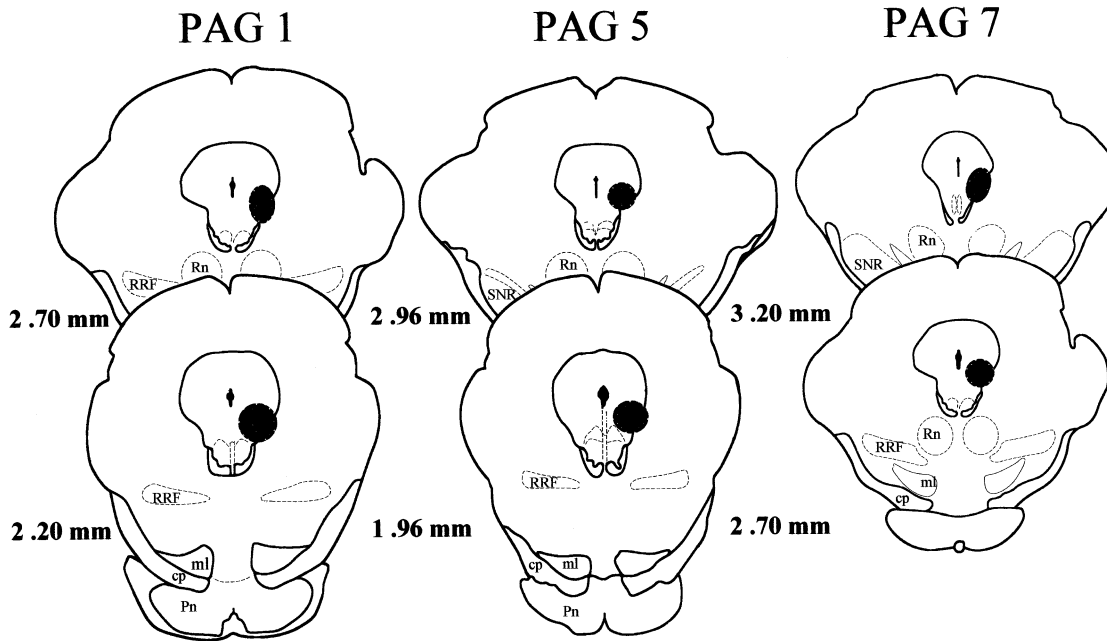 PAG 1
PAG 5
PAG 7
Rn
RRF
2 .70 mm
Rn
SNR
2 .96 mm
Rn
SNR
3 .20 mm
RRF
ml
cp
Pn
2 .20 mm
RRF
cp
ml
Pn
1 .96 mm
Rn
RRF
ml
cp
2 .70 mm